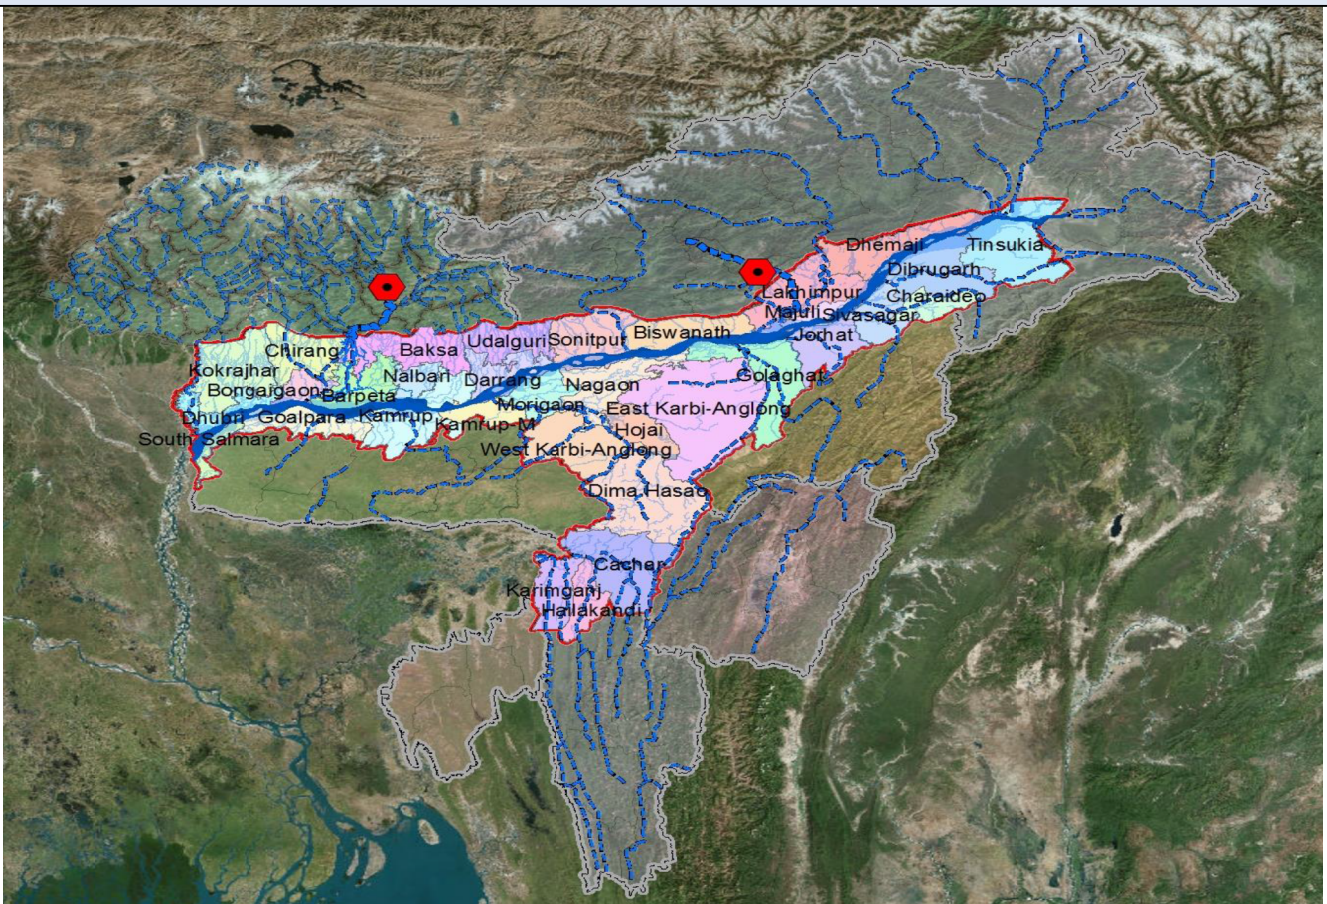 Dhemaji
Tinsukia
Dibrugarh
Lakhimpur
Charaideo
Majuli
Sivasagar
Jorhat
Biswanath
Sonitpur
Udalguri
Baksa
Chirang
Kokrajhar
Nalbari
Darrang
Nagaon
Golaghat
Bongaigaon
Barpeta
Morigaon
East Karbi-Anglong
Dhubri
Goalpara
Kamrup
Kamrup-M
Hojai
South Salmara
West Karbi-Anglong
Dima Hasao
Cachar
Karimganj
Hailakandi